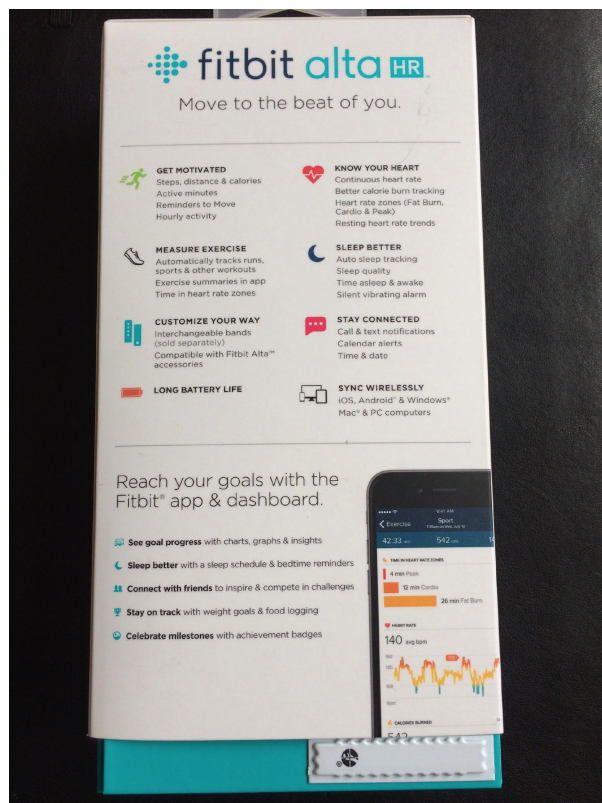 fitbit alta HR
Move to the beat of you.
GET MOTIVATED
Steps, distance & calories
Active minutes
Reminders to Move
Hourly activity
KNOW YOUR HEART
Continuous heart rate
Better calorie burn tracking
Heart rate zones (Fat Burn,
Cardio & Peak)
Resting heart rate trends
MEASURE EXERCISE
Automatically tracks runs,
sports & other workouts
Exercise summaries in app
Time in heart rate zones
SLEEP BETTER
Auto sleep tracking
Sleep quality
Time asleep & awake
Silent vibrating alarm
CUSTOMIZE YOUR WAY
Interchangeable bands
(sold separately)
Compatible with Fitbit Alta™
accessories
STAY CONNECTED
Call & text notifications
Calendar alerts
Time & date
LONG BATTERY LIFE
SYNC WIRELESSLY
iOS, Android™ & Windows®
Mac® & PC computers
Reach your goals with the
Fitbit® app & dashboard.
See goal progress with charts, graphs & insights
Sleep better with a sleep schedule & bedtime reminders
Connect with friends to inspire & compete in challenges
Stay on track with weight goals & food logging
Celebrate milestones with achievement badges
9:41 AM
Exercise
Sport
42:33
542
TIME IN HEART RATE ZONES
4 min Peak
12 min Cardio
26 min Fat Burn
HEART RATE
140 avg bpm
CALORIES BURNED
542